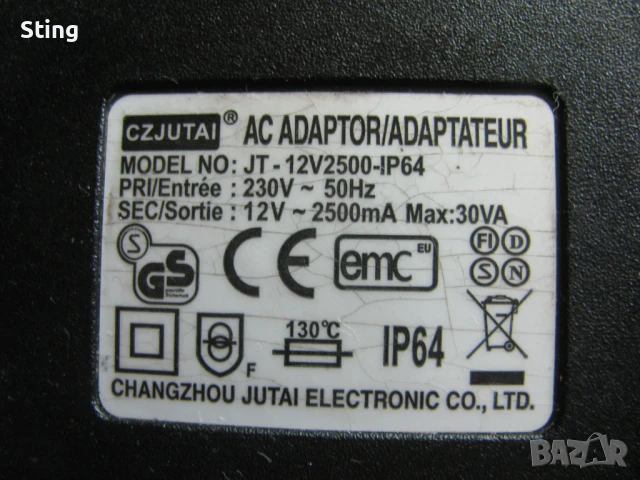 Sting
CZJUTAI ® AC ADAPTOR/ADAPTATEUR
MODEL NO: JT - 12V2500-IP64
PRI/Entrée : 230V ~ 50Hz
SEC/Sortie : 12V ~ 2500mA Max:30VA
S GS CE emc EU FI D S N
F 130℃ IP64
CHANGZHOU JUTAI ELECTRONIC CO., LTD.
BAZAR